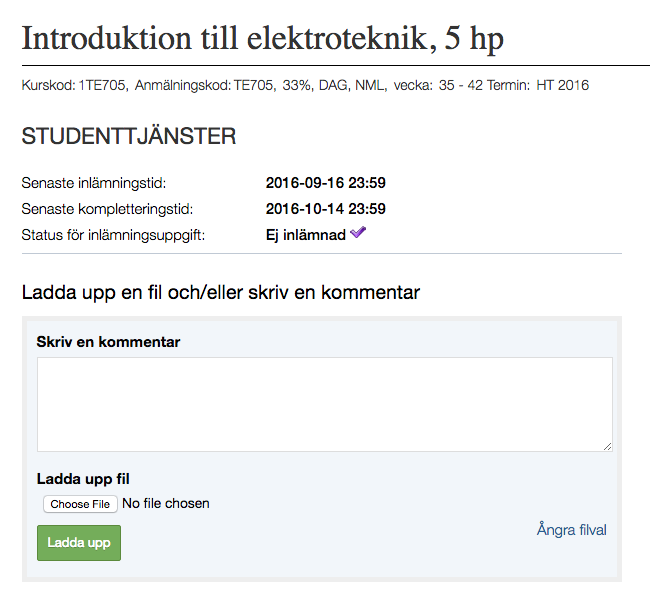 Introduktion till elektroteknik, 5 hp
Kurskod: 1TE705, Anmälningskod: TE705, 33%, DAG, NML, vecka: 35 - 42 Termin: HT 2016
STUDENTTJÄNSTER
Senaste inlämningstid: 2016-09-16 23:59
Senaste kompletteringstid: 2016-10-14 23:59
Status för inlämningsuppgift: Ej inlämnad
Ladda upp en fil och/eller skriv en kommentar
Skriv en kommentar
Ladda upp fil
Choose File No file chosen
Ångra filval
Ladda upp